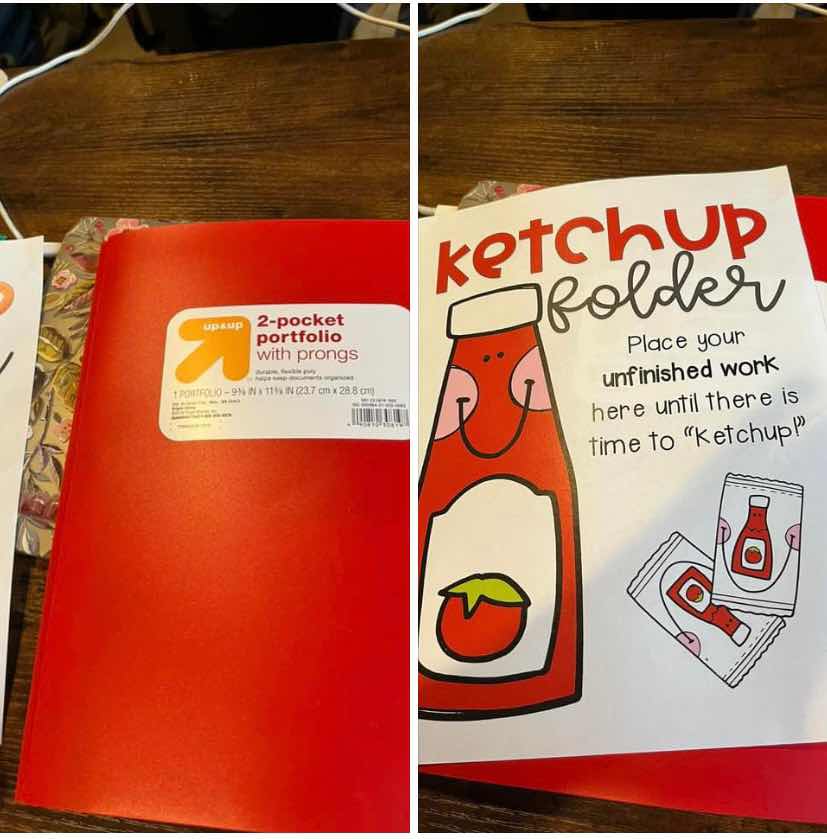 up&up
2-pocket
portfolio
with prongs
durable, flexible poly
helps keep documents organized
1 PORTFOLIO – 9⅜ IN x 11⅜ IN (23.7 cm x 28.8 cm)
ketchup
folder
Place your
unfinished work
here until there is
time to "Ketchup!"